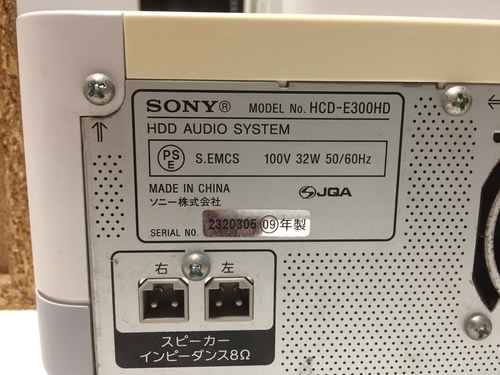 SONY® MODEL No. HCD-E300HD
HDD AUDIO SYSTEM
PSE S.EMCS 100V 32W 50/60Hz
MADE IN CHINA JQA
ソニー株式会社
SERIAL NO. 2320305 09年製
右 左
スピーカー
インピーダンス8Ω